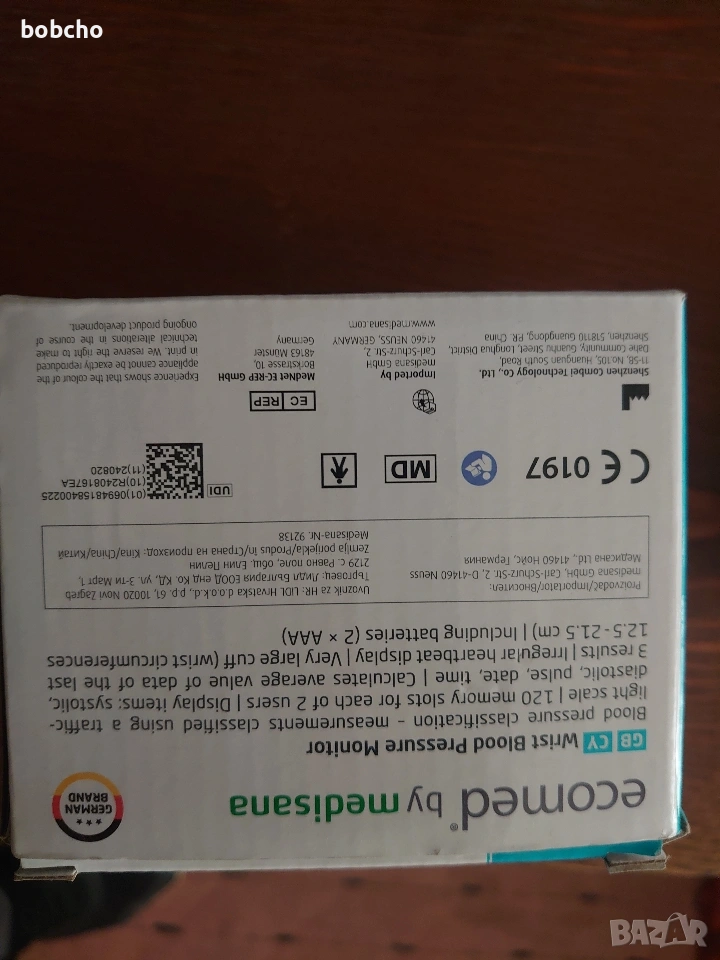 bobcho
ecomed® by medisana
GERMAN
BRAND
GB CY Wrist Blood Pressure Monitor
Blood pressure classification – measurements classified using a traffic-
light scale | 120 memory slots for each of 2 users | Display items: systolic,
diastolic, pulse, date, time | Calculates average value of data of the last
3 results | Irregular heartbeat display | Very large cuff (wrist circumferences
12.5 - 21.5 cm) | Including batteries (2 × AAA)
Proizvođač/Importator/Вносител:
medisana GmbH, Carl-Schurz-Str. 2, D-41460 Neuss
Медисана ГмбХ, 41460 Нойс, Германия
Uvoznik za HR: LIDL Hrvatska d.o.o.k.d., p.p. 61, 10020 Novi Zagreb
Търговец: Лидл България ЕООД енд Ко. КД, ул. 3-ти Март 1,
2129 с. Равно поле, общ. Елин Пелин
Zemlja porijekla/Produs în/Страна на произход: Kina/China/Китай
Medisana-Nr. 92138
CE 0197
MD
UDI
(01)06948158400225
(10)R2408167EA
(11)240820
Shenzhen Combei Technology Co., Ltd.
11-5B, No.105, Huanguan South Road,
Dahe Community, Guanhu Street, Longhua District,
Shenzhen, 518110 Guangdong, P.R. China
Imported by
medisana GmbH
Carl-Schurz-Str. 2,
41460 NEUSS, GERMANY
www.medisana.com
EC REP
MedNet EC-REP GmbH
Borkstrasse 10,
48163 Münster
Germany
Experience shows that the colour of the
appliance cannot be exactly reproduced
in print. We reserve the right to make
technical alterations in the course of
ongoing product development.
BAZAR